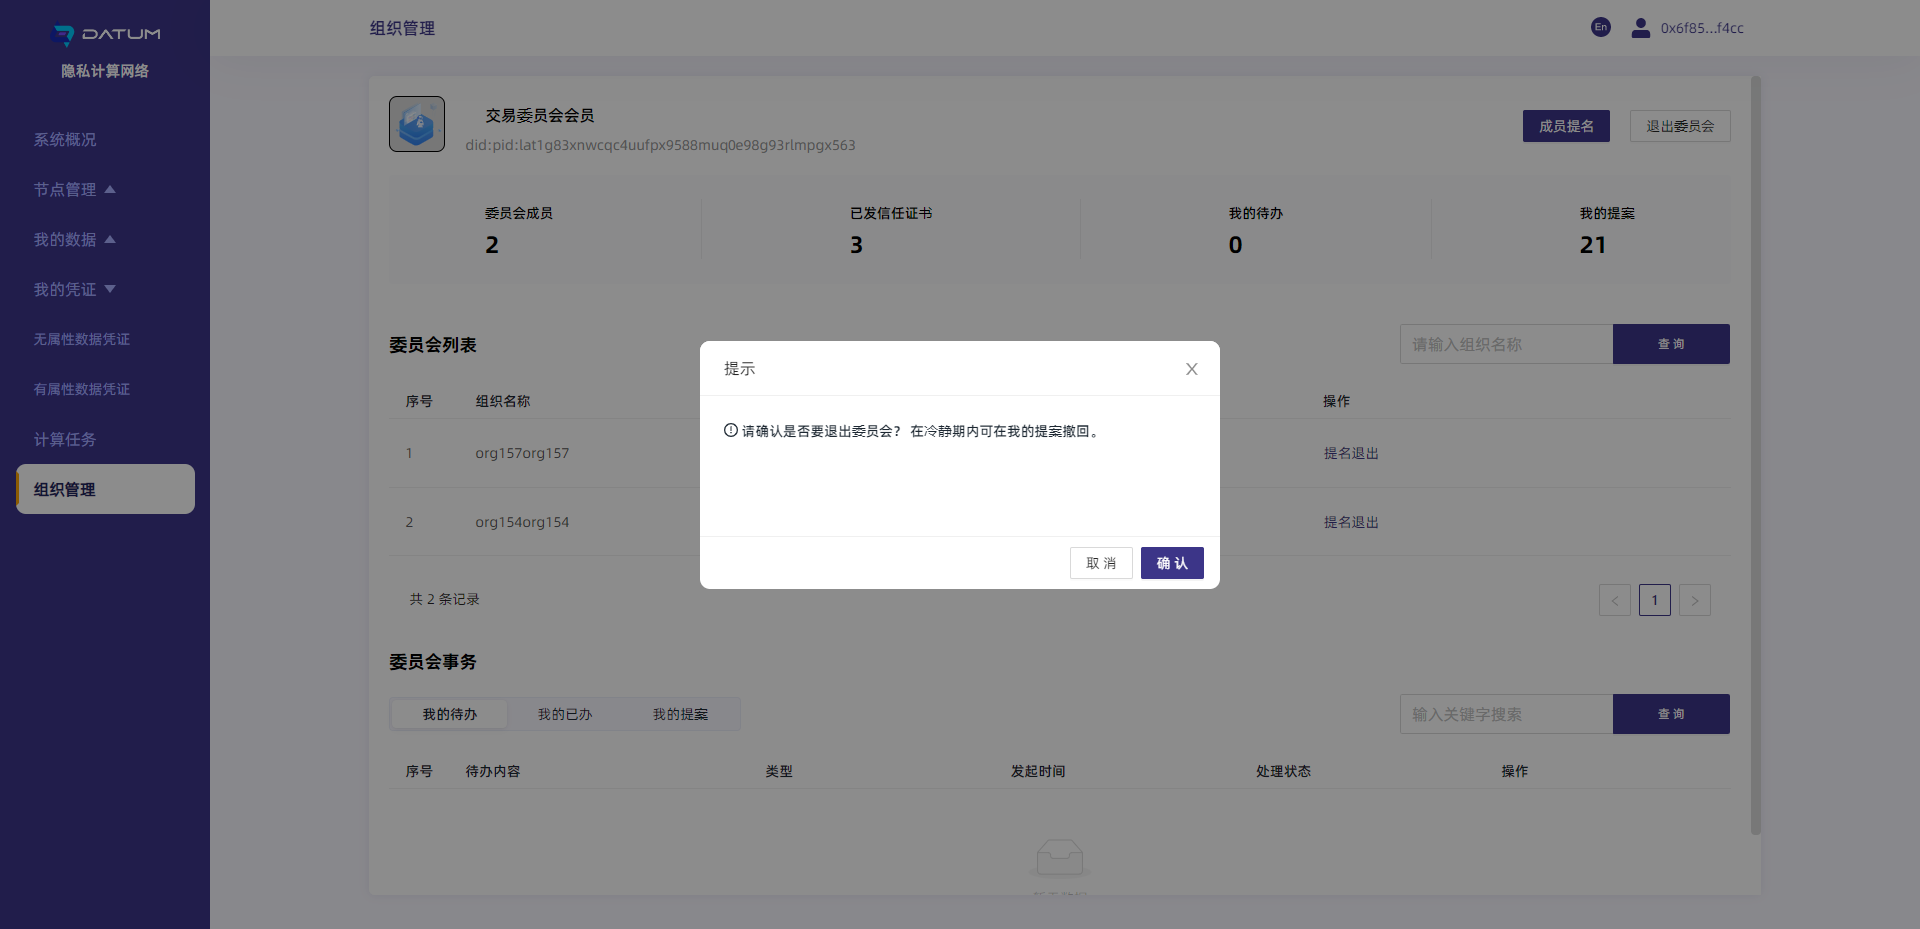 DATUM
隐私计算网络
系统概况
节点管理
我的数据
我的凭证
无属性数据凭证
有属性数据凭证
计算任务
组织管理
组织管理
En
0x6f85...f4cc
交易委员会会员
did:pid:lat1g83xnwcqc4uufpx9588muq0e98g93rlmpgx563
成员提名
退出委员会
委员会成员
2
已发信任证书
3
我的待办
0
我的提案
21
委员会列表
请输入组织名称
查 询
序号 组织名称 操作
1 org157org157 提名退出
2 org154org154 提名退出
共 2 条记录
< 1 >
提示
X
请确认是否要退出委员会？ 在冷静期内可在我的提案撤回。
取 消
确 认
委员会事务
我的待办 我的已办 我的提案
输入关键字搜索
查 询
序号 待办内容 类型 发起时间 处理状态 操作